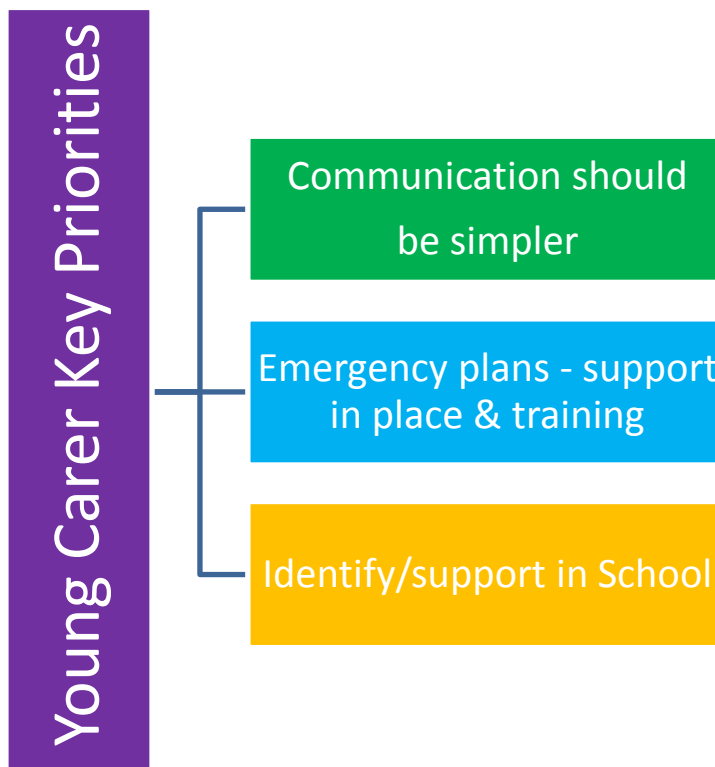 Young Carer Key Priorities
Communication should
be simpler
Emergency plans - support
in place & training
Identify/support in School